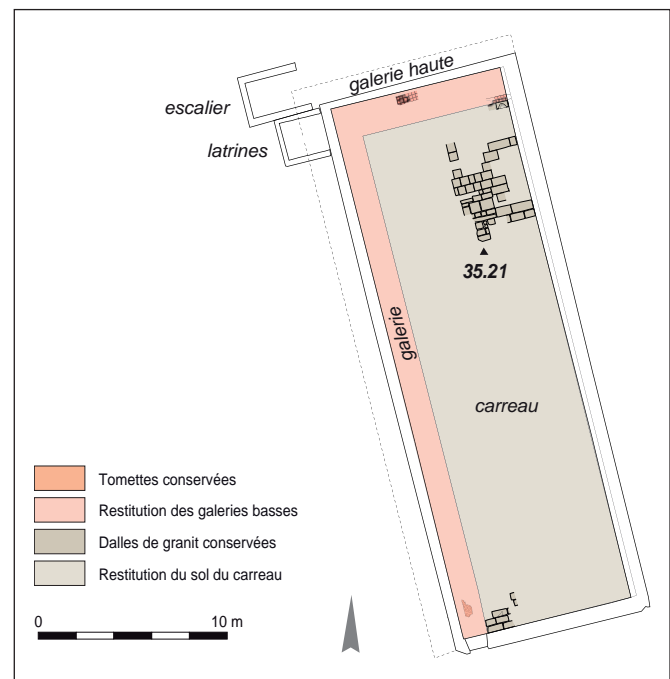 galerie haute
escalier
latrines
35.21
galerie
carreau
Tomettes conservées
Restitution des galeries basses
Dalles de granit conservées
Restitution du sol du carreau
0 10 m